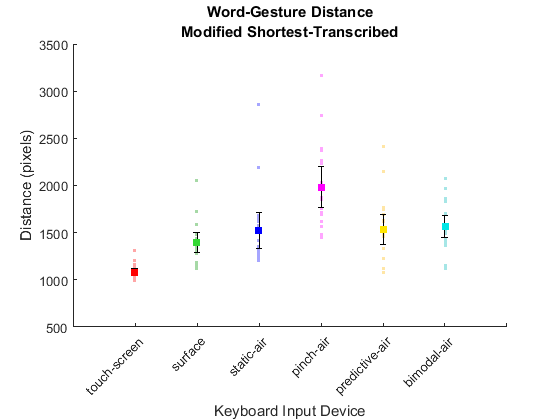 Word-Gesture Distance
Modified Shortest-Transcribed
3500
3000
2500
2000
1500
1000
500
Distance (pixels)
touch-screen
surface
static-air
pinch-air
predictive-air
bimodal-air
Keyboard Input Device